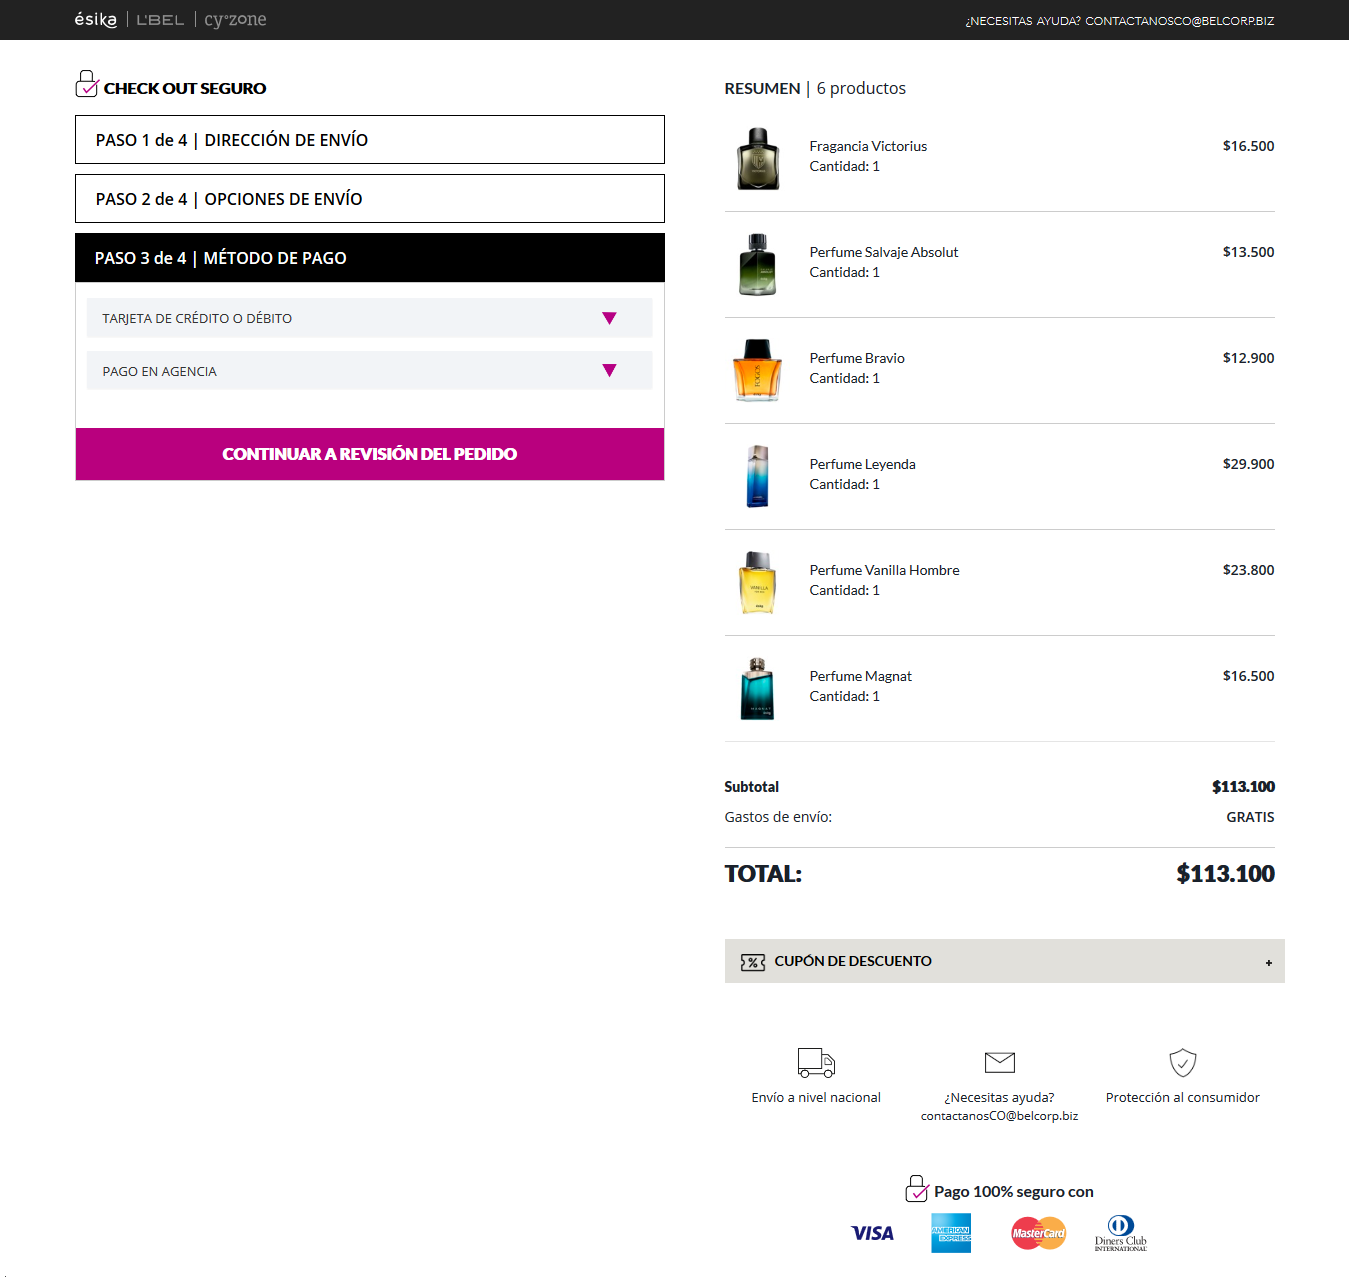 ésika | L'BEL | cy°zone
¿NECESITAS AYUDA? CONTACTANOSCO@BELCORP.BIZ
CHECK OUT SEGURO
PASO 1 de 4 | DIRECCIÓN DE ENVÍO
PASO 2 de 4 | OPCIONES DE ENVÍO
PASO 3 de 4 | MÉTODO DE PAGO
TARJETA DE CRÉDITO O DÉBITO
PAGO EN AGENCIA
CONTINUAR A REVISIÓN DEL PEDIDO
RESUMEN | 6 productos
Fragancia Victorius $16.500
Cantidad: 1
Perfume Salvaje Absolut $13.500
Cantidad: 1
FOGOS
Perfume Bravio $12.900
Cantidad: 1
Perfume Leyenda $29.900
Cantidad: 1
VANILLA
Perfume Vanilla Hombre $23.800
Cantidad: 1
MAGNAT
Perfume Magnat $16.500
Cantidad: 1
Subtotal $113.100
Gastos de envío: GRATIS
TOTAL: $113.100
% CUPÓN DE DESCUENTO +
Envío a nivel nacional
¿Necesitas ayuda?
contactanosCO@belcorp.biz
Protección al consumidor
Pago 100% seguro con
VISA
AMERICAN EXPRESS
MasterCard
Diners Club
INTERNATIONAL